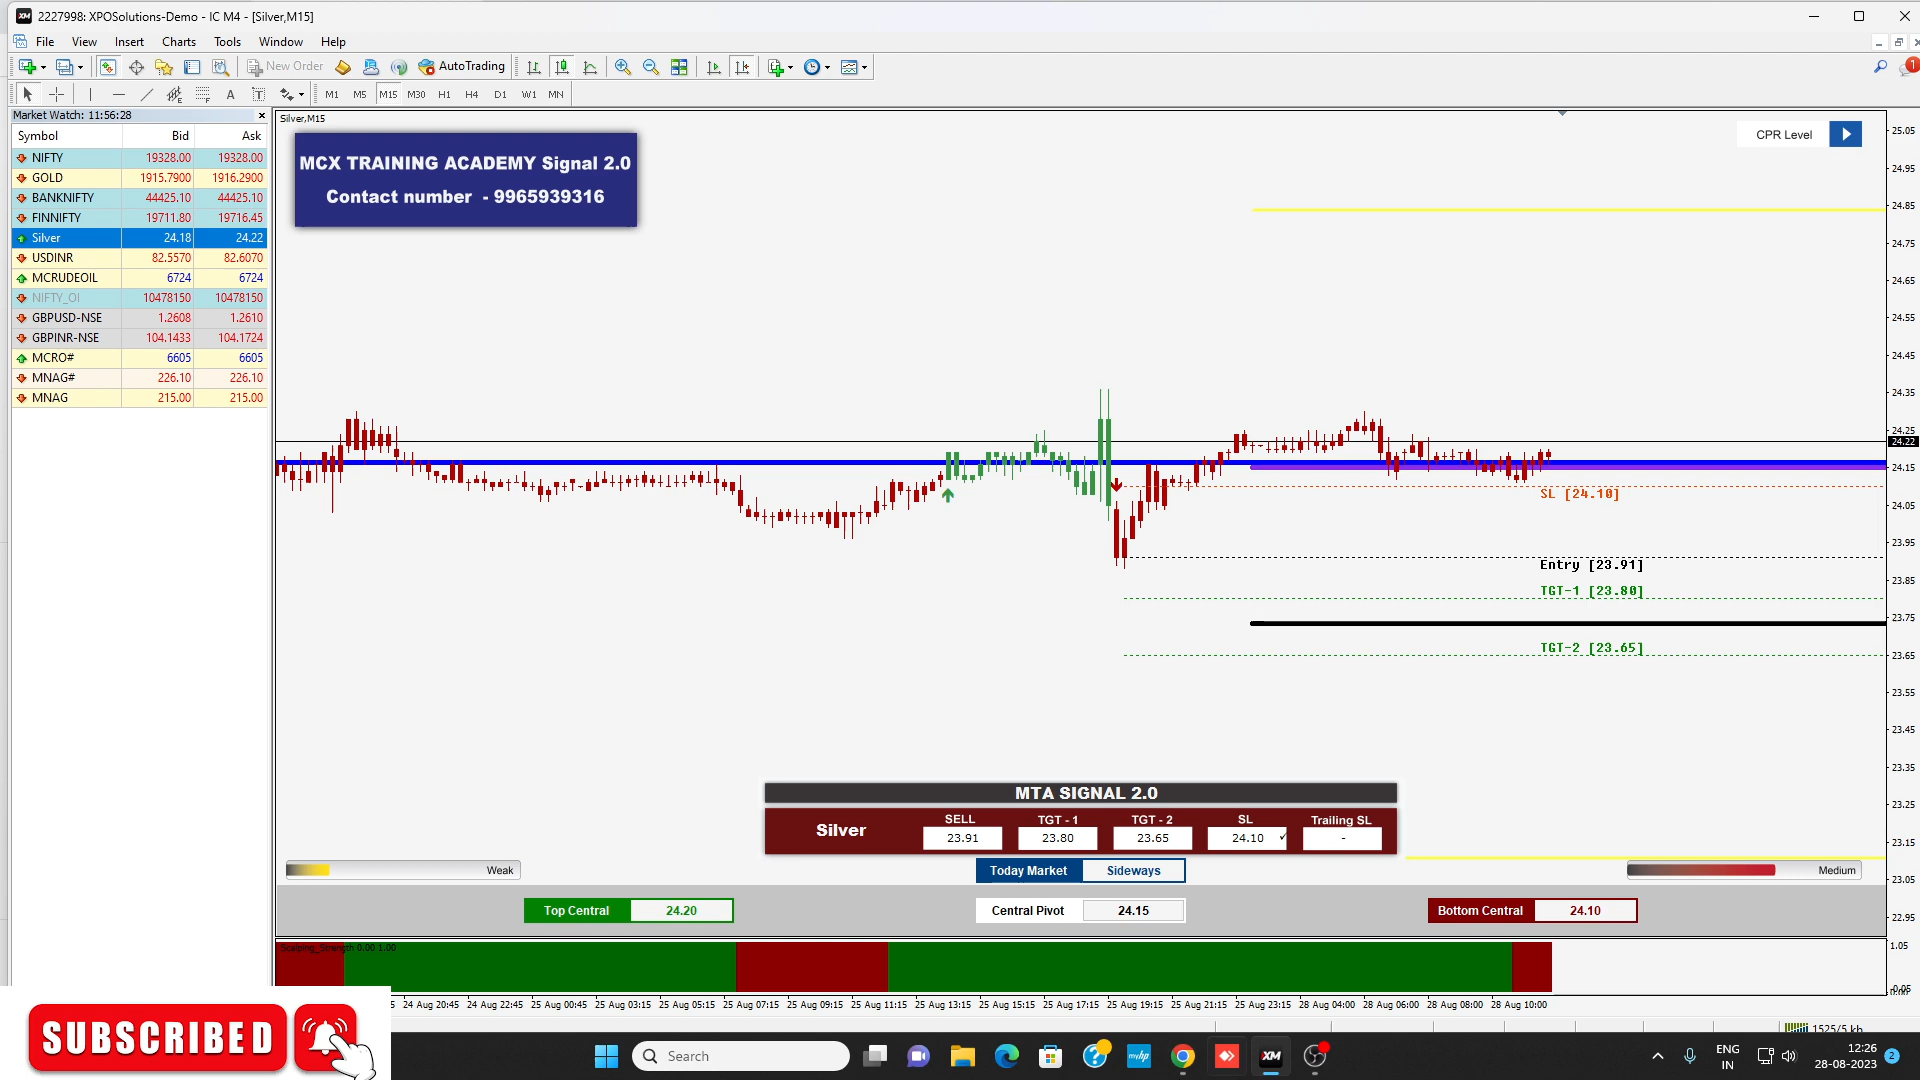 2227998: XPOSolutions-Demo - IC M4 - [Silver,M15]
File View Insert Charts Tools Window Help
New Order AutoTrading
M1 M5 M15 M30 H1 H4 D1 W1 MN
Market Watch: 11:56:28
Symbol Bid Ask
NIFTY 19328.00 19328.00
GOLD 1915.7900 1916.2900
BANKNIFTY 44425.10 44425.10
FINNIFTY 19711.80 19716.45
Silver 24.18 24.22
USDINR 82.5570 82.6070
MCRUDEOIL 6724 6724
NIFTY_OI 10478150 10478150
GBPUSD-NSE 1.2608 1.2610
GBPINR-NSE 104.1433 104.1724
MCRO# 6605 6605
MNAG# 226.10 226.10
MNAG 215.00 215.00
Silver,M15
MCX TRAINING ACADEMY Signal 2.0
Contact number - 9965939316
CPR Level
25.05
24.95
24.85
24.75
24.65
24.55
24.45
24.35
24.25
24.22
24.15
24.05
23.95
23.85
23.75
23.65
23.55
23.45
23.35
23.25
23.15
23.05
22.95
SL [24.10]
Entry [23.91]
TGT-1 [23.80]
TGT-2 [23.65]
MTA SIGNAL 2.0
Silver
SELL TGT - 1 TGT - 2 SL Trailing SL
23.91 23.80 23.65 24.10 ✓ -
Weak
Today Market Sideways
Medium
Top Central 24.20
Central Pivot 24.15
Bottom Central 24.10
Scalping_Strength 0.00 1.00
1.05
24 Aug 20:45 24 Aug 22:45 25 Aug 00:45 25 Aug 03:15 25 Aug 05:15 25 Aug 07:15 25 Aug 09:15 25 Aug 11:15 25 Aug 13:15 25 Aug 15:15 25 Aug 17:15 25 Aug 19:15 25 Aug 21:15 25 Aug 23:15 28 Aug 04:00 28 Aug 06:00 28 Aug 08:00 28 Aug 10:00
1525/5 kb
SUBSCRIBED
Search
myhp
XM
ENG
IN
12:26
28-08-2023
2